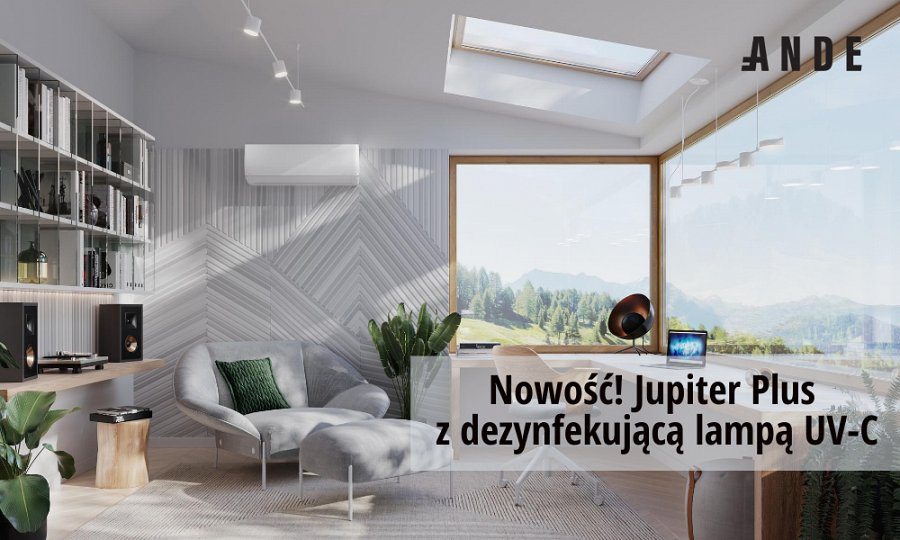 ANDE
Nowość! Jupiter Plus
z dezynfekującą lampą UV-C